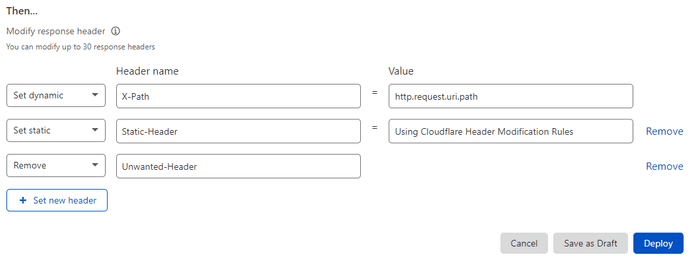 Then...
Modify response header
You can modify up to 30 response headers
Header name Value
Set dynamic X-Path = http.request.uri.path
Set static Static-Header = Using Cloudflare Header Modification Rules Remove
Remove Unwanted-Header Remove
+ Set new header
Cancel Save as Draft Deploy